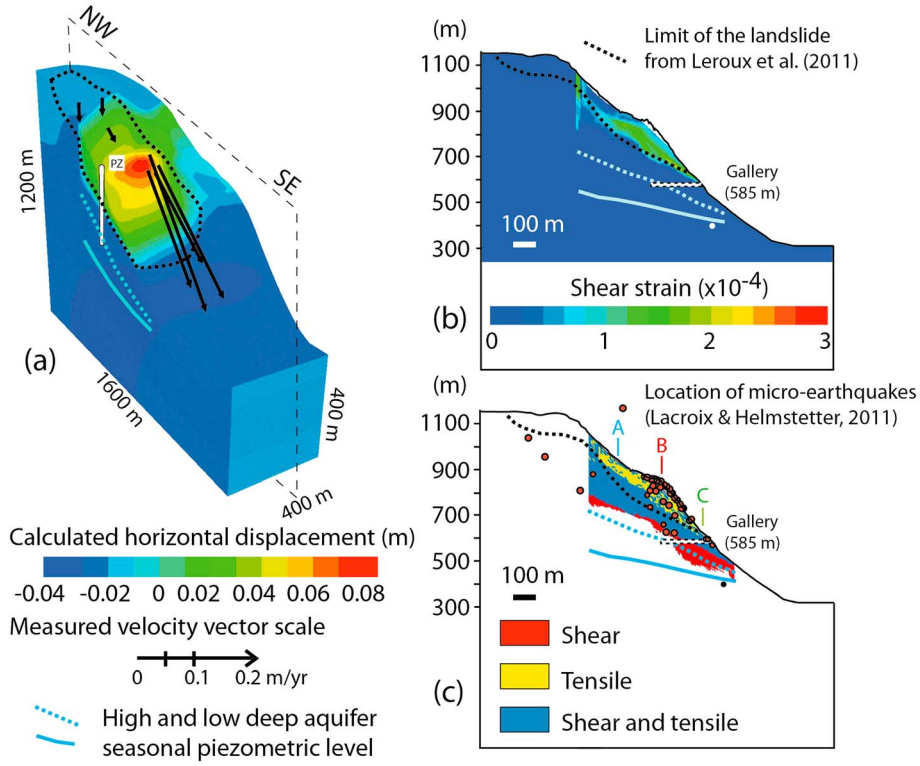 NW
SE
PZ
1200 m
(a)
1600 m
400 m
400 m
Calculated horizontal displacement (m)
-0.04 -0.02 0 0.02 0.04 0.06 0.08
Measured velocity vector scale
0 0.1 0.2 m/yr
High and low deep aquifer
seasonal piezometric level
(m)
Limit of the landslide
from Leroux et al. (2011)
1100
900
700
500
300
Gallery
(585 m)
100 m
Shear strain (x10-4)
(b)
0 1 2 3
(m)
Location of micro-earquakes
(Lacroix & Helmstetter, 2011)
1100
900
700
500
300
A
B
C
Gallery
(585 m)
100 m
Shear
Tensile
(c)
Shear and tensile